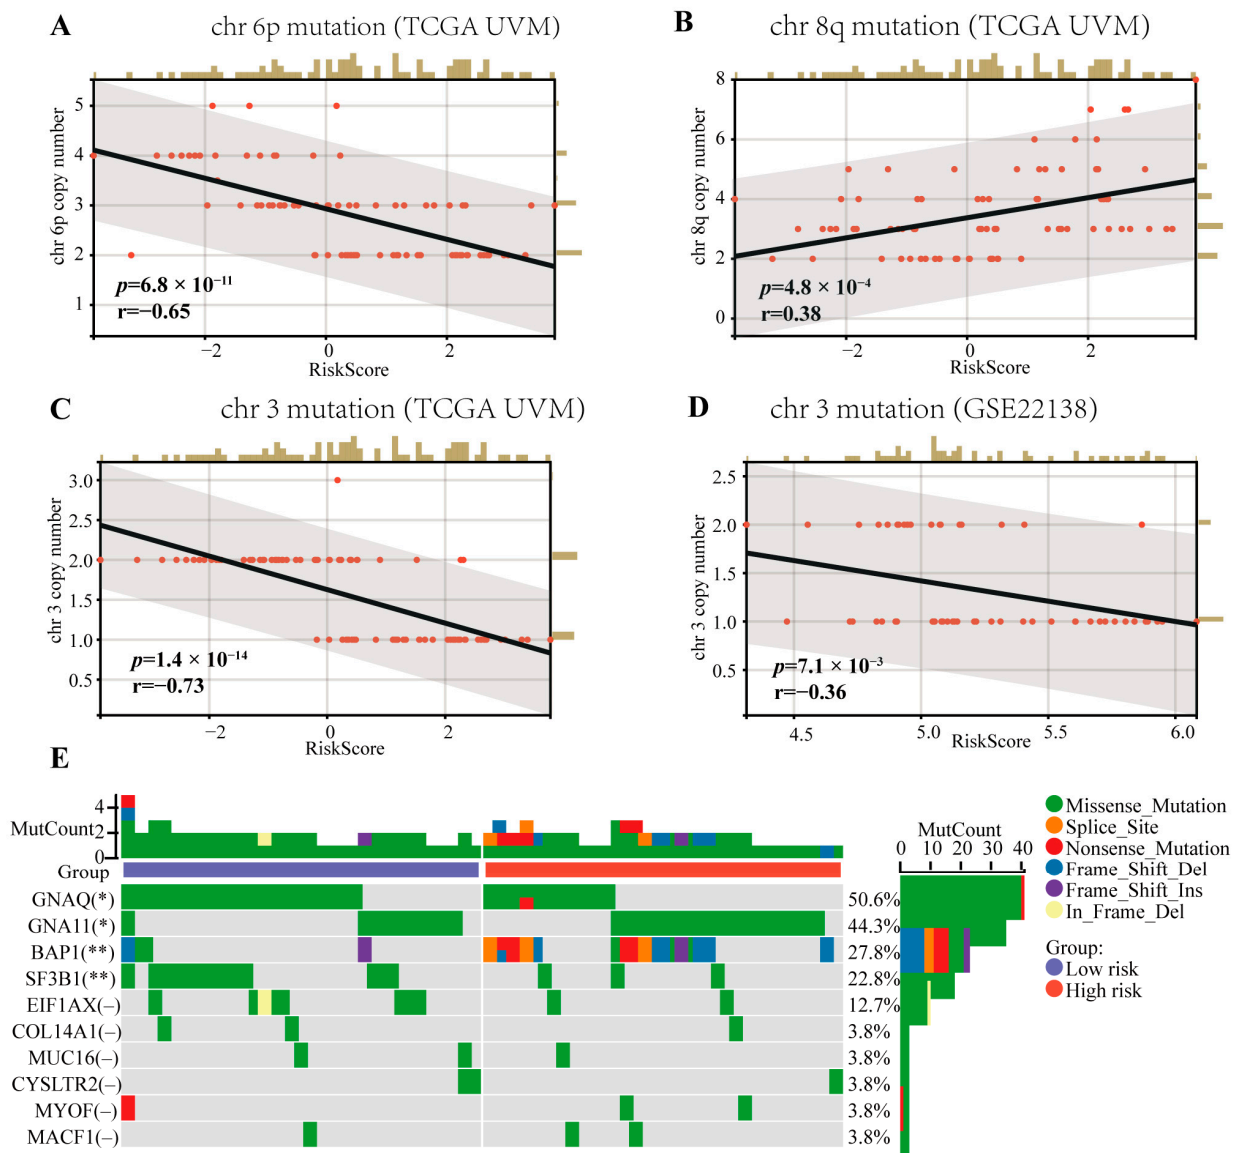 A
chr 6p mutation (TCGA UVM)
chr 6p copy number
5
4
3
2
1
p=6.8 × 10⁻¹¹
r=−0.65
−2
0
2
RiskScore
B
chr 8q mutation (TCGA UVM)
chr 8q copy number
8
6
4
2
0
p=4.8 × 10⁻⁴
r=0.38
−2
0
2
RiskScore
C
chr 3 mutation (TCGA UVM)
chr 3 copy number
3.0
2.5
2.0
1.5
1.0
0.5
p=1.4 × 10⁻¹⁴
r=−0.73
−2
0
2
RiskScore
D
chr 3 mutation (GSE22138)
chr 3 copy number
2.5
2.0
1.5
1.0
0.5
p=7.1 × 10⁻³
r=−0.36
4.5
5.0
5.5
6.0
RiskScore
E
4
MutCount2
0
Group
GNAQ(*)
50.6%
GNA11(*)
44.3%
BAP1(**)
27.8%
SF3B1(**)
22.8%
EIF1AX(−)
12.7%
COL14A1(−)
3.8%
MUC16(−)
3.8%
CYSLTR2(−)
3.8%
MYOF(−)
3.8%
MACF1(−)
3.8%
MutCount
0 10 20 30 40
Missense_Mutation
Splice_Site
Nonsense_Mutation
Frame_Shift_Del
Frame_Shift_Ins
In_Frame_Del
Group:
Low risk
High risk